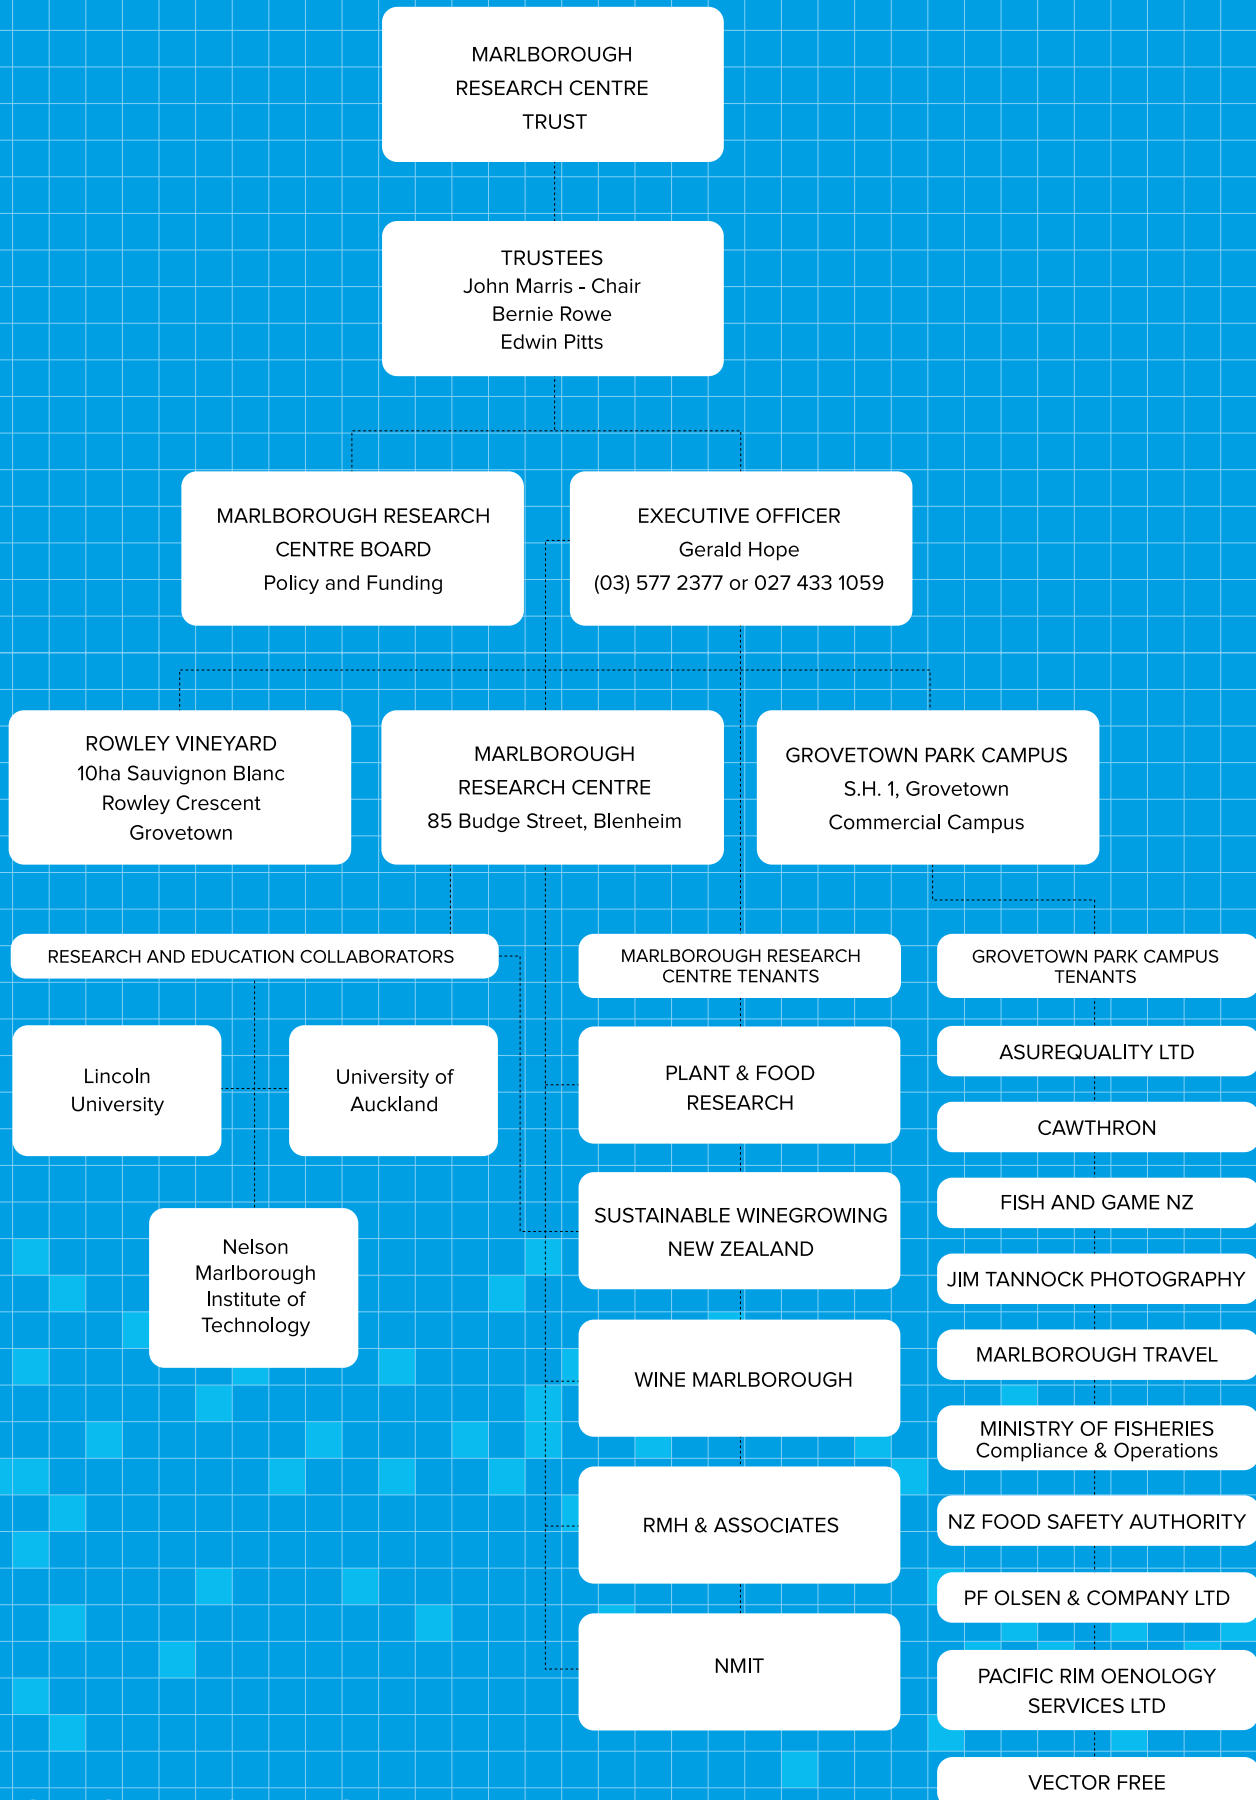 MARLBOROUGH
RESEARCH CENTRE
TRUST
TRUSTEES
John Marris - Chair
Bernie Rowe
Edwin Pitts
MARLBOROUGH RESEARCH
CENTRE BOARD
Policy and Funding
EXECUTIVE OFFICER
Gerald Hope
(03) 577 2377 or 027 433 1059
ROWLEY VINEYARD
10ha Sauvignon Blanc
Rowley Crescent
Grovetown
MARLBOROUGH
RESEARCH CENTRE
85 Budge Street, Blenheim
GROVETOWN PARK CAMPUS
S.H. 1, Grovetown
Commercial Campus
RESEARCH AND EDUCATION COLLABORATORS
Lincoln
University
University of
Auckland
Nelson
Marlborough
Institute of
Technology
MARLBOROUGH RESEARCH
CENTRE TENANTS
PLANT & FOOD
RESEARCH
SUSTAINABLE WINEGROWING
NEW ZEALAND
WINE MARLBOROUGH
RMH & ASSOCIATES
NMIT
GROVETOWN PARK CAMPUS
TENANTS
ASUREQUALITY LTD
CAWTHRON
FISH AND GAME NZ
JIM TANNOCK PHOTOGRAPHY
MARLBOROUGH TRAVEL
MINISTRY OF FISHERIES
Compliance & Operations
NZ FOOD SAFETY AUTHORITY
PF OLSEN & COMPANY LTD
PACIFIC RIM OENOLOGY
SERVICES LTD
VECTOR FREE